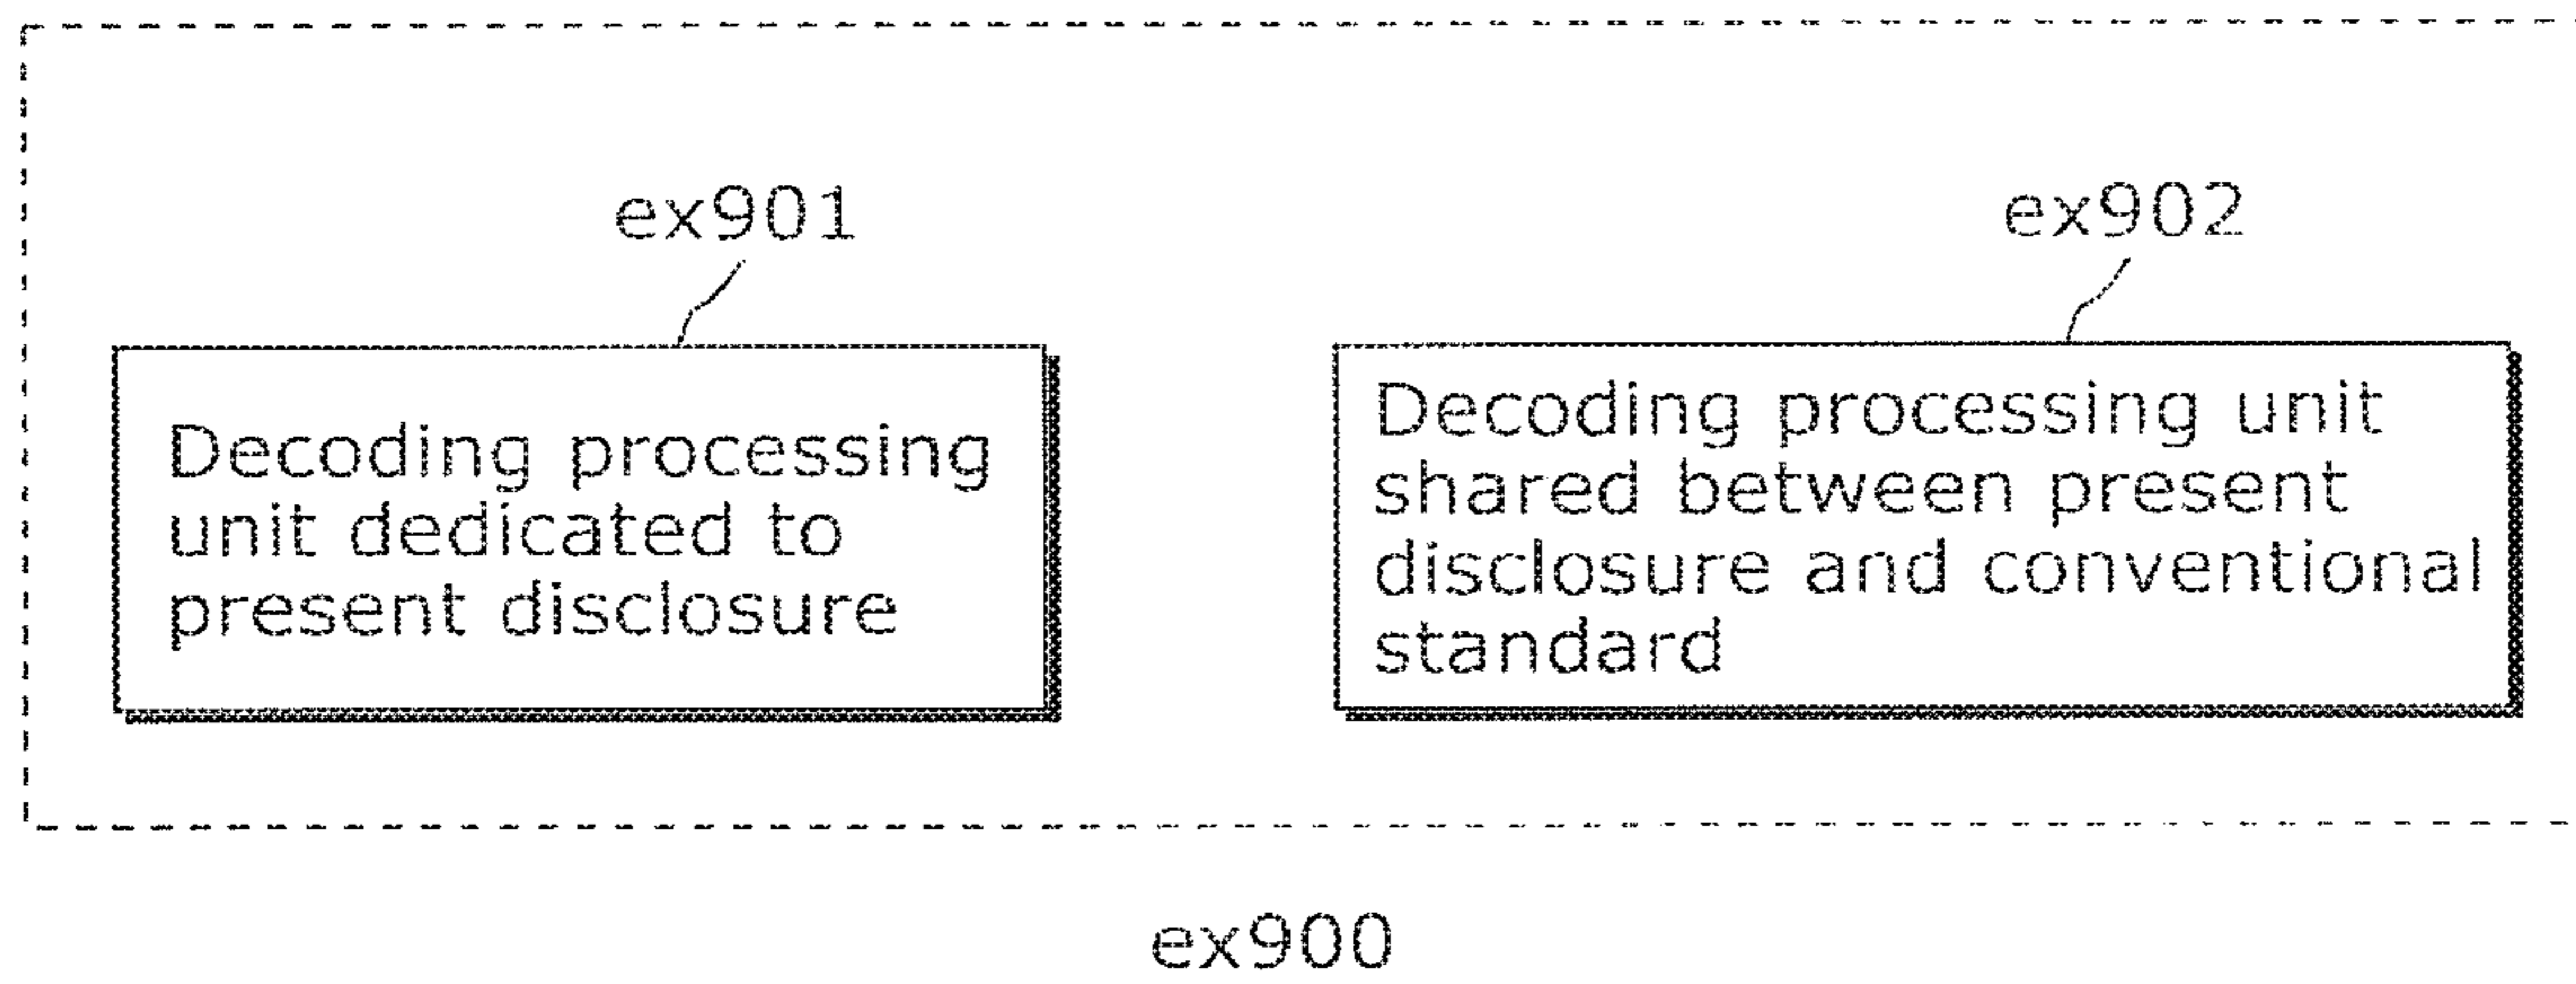 ex901
ex902
Decoding processing
unit dedicated to
present disclosure
Decoding processing unit
shared between present
disclosure and conventional
standard
ex900